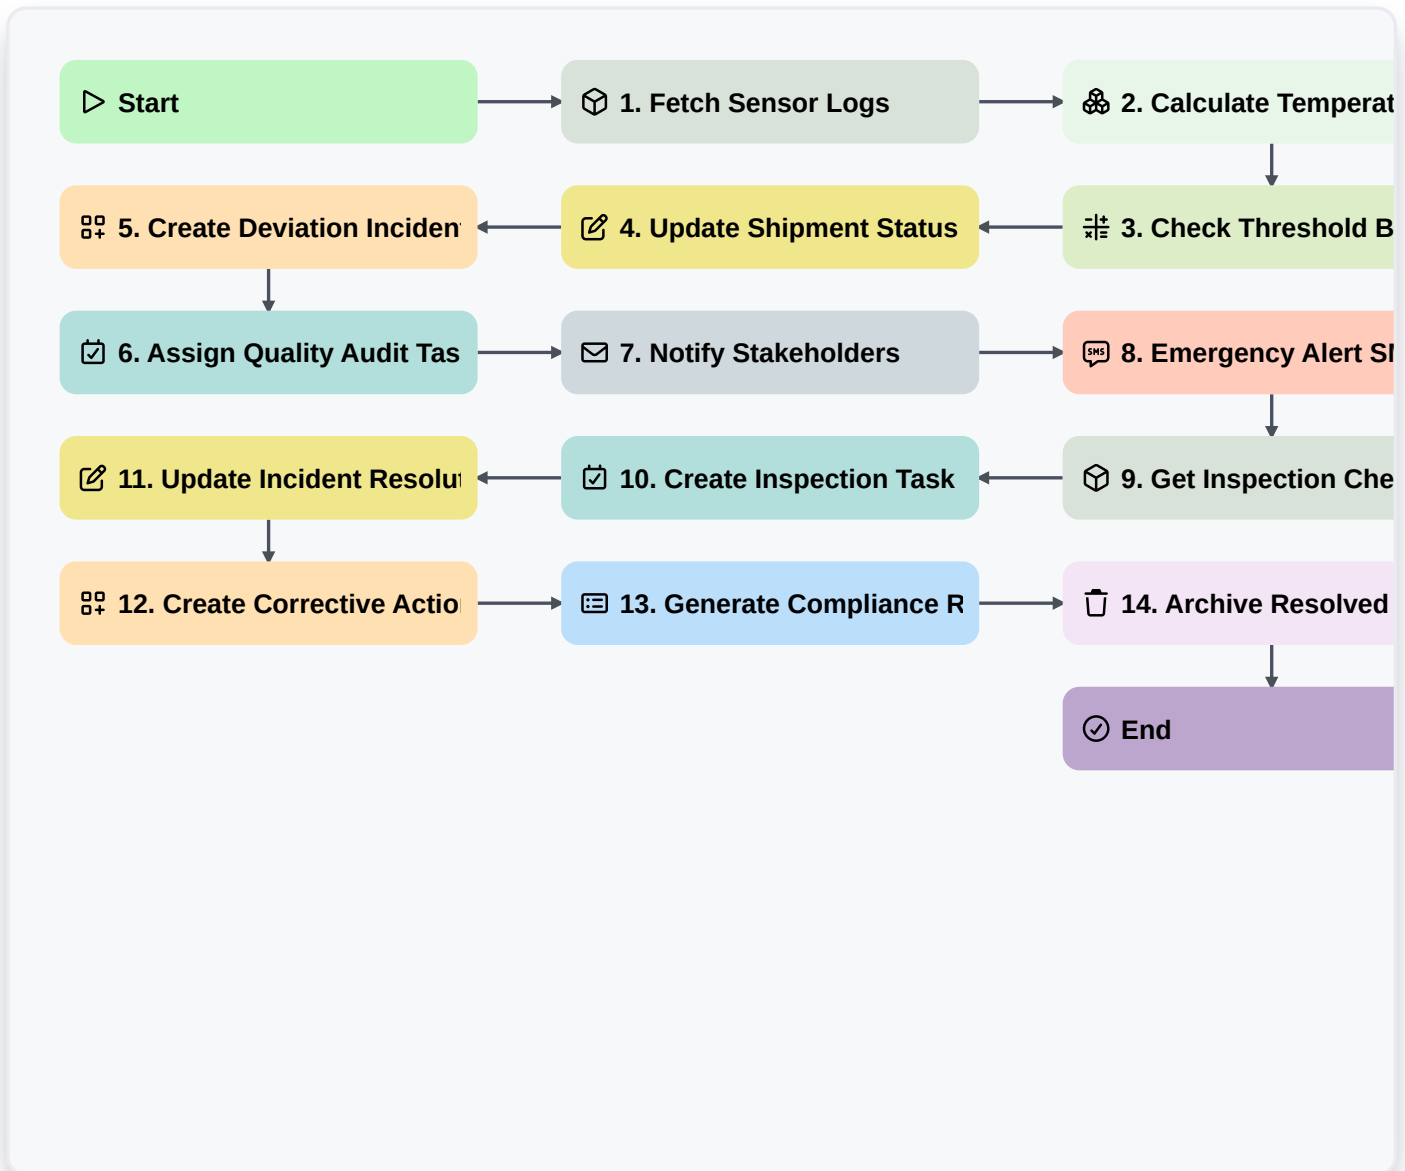 Start
1. Fetch Sensor Logs
2. Calculate Temperat
5. Create Deviation Inciden
4. Update Shipment Status
3. Check Threshold B
6. Assign Quality Audit Tas
7. Notify Stakeholders
SMS
8. Emergency Alert S
11. Update Incident Resolu
10. Create Inspection Task
9. Get Inspection Che
12. Create Corrective Actio
13. Generate Compliance R
14. Archive Resolved
End